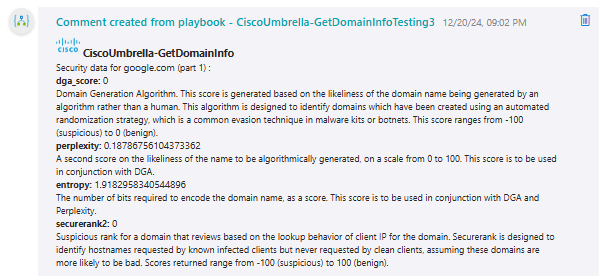 Comment created from playbook - CiscoUmbrella-GetDomainInfoTesting3 12/20/24, 09:02 PM
CISCO CiscoUmbrella-GetDomainInfo
Security data for google.com (part 1) :
dga_score: 0
Domain Generation Algorithm. This score is generated based on the likeliness of the domain name being generated by an
algorithm rather than a human. This algorithm is designed to identify domains which have been created using an automated
randomization strategy, which is a common evasion technique in malware kits or botnets. This score ranges from -100
(suspicious) to 0 (benign).
perplexity: 0.18786756104373362
A second score on the likeliness of the name to be algorithmically generated, on a scale from 0 to 100. This score is to be used
in conjunction with DGA.
entropy: 1.9182958340544896
The number of bits required to encode the domain name, as a score. This score is to be used in conjunction with DGA and
Perplexity.
securerank2: 0
Suspicious rank for a domain that reviews based on the lookup behavior of client IP for the domain. Securerank is designed to
identify hostnames requested by known infected clients but never requested by clean clients, assuming these domains are
more likely to be bad. Scores returned range from -100 (suspicious) to 100 (benign).